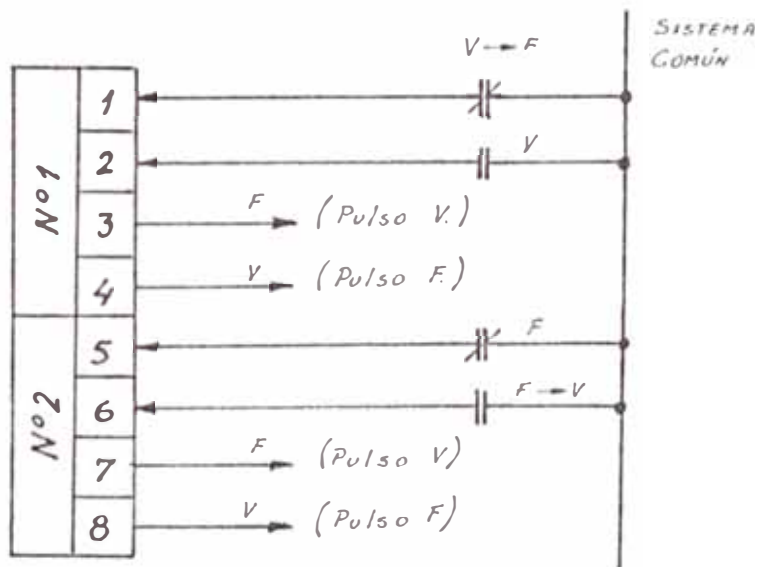 SISTEMA
COMÚN
V → F
Nº1
1
2
V
3
F
(Pulso V.)
4
V
(Pulso F.)
Nº2
5
F
6
F → V
7
F
(Pulso V)
8
V
(Pulso F)